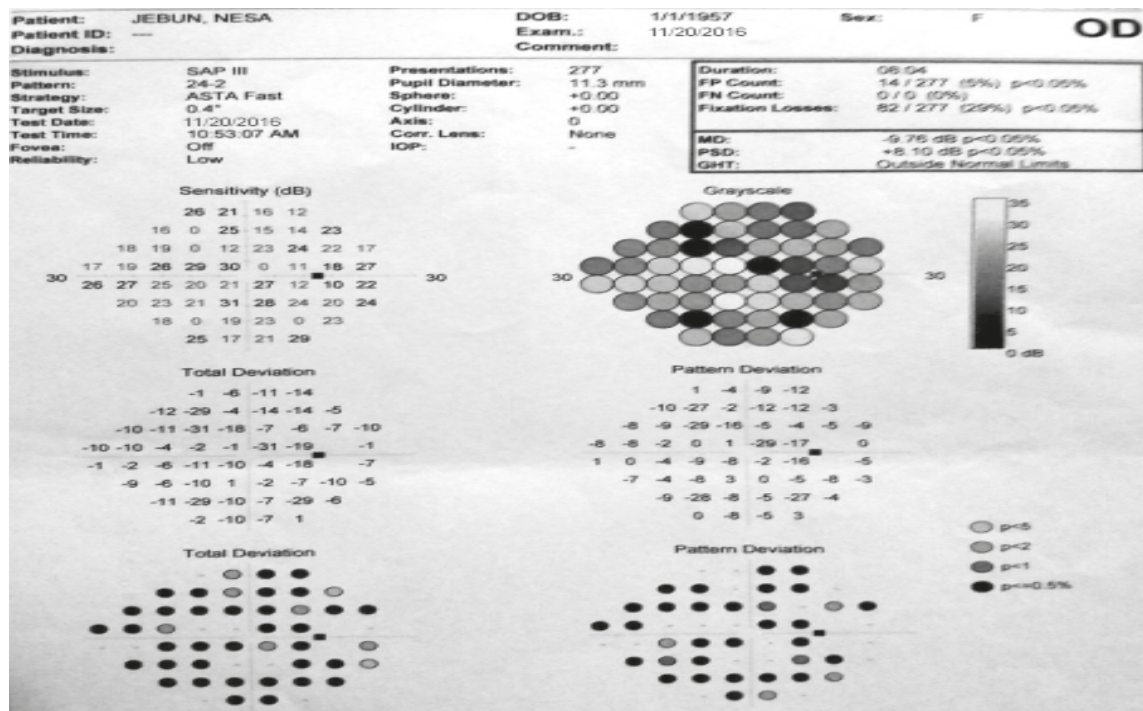 Patient: JEBUN, NESA DOB: 1/1/1957 Sex: F OD
Patient ID: --- Exam.: 11/20/2016
Diagnosis: Comment:
Stimulus: SAP III Presentations: 277 Duration: 06:04
Pattern: 24-2 Pupil Diameter: 11.3 mm FP Count: 14 / 277 (5%) p<0.05%
Strategy: ASTA Fast Sphere: +0.00 FN Count: 0 / 0 (0%)
Target Size: 0.4° Cylinder: +0.00 Fixation Losses: 82 / 277 (29%) p<0.05%
Test Date: 11/20/2016 Axis: 0
Test Time: 10:53:07 AM Corr. Lens: None MD: -9.76 dB p<0.05%
Fovea: Off IOP: - PSD: -8.10 dB p<0.05%
Reliability: Low GHT: Outside Normal Limits
Sensitivity (dB) Grayscale
26 21 16 12 35
16 0 25 15 14 23 30
18 19 0 12 23 24 22 17 25
17 19 28 29 30 0 11 18 27 20
30 30 30 30
26 27 25 20 21 27 12 10 22 15
20 23 21 31 28 24 20 24 10
18 0 19 23 0 23 5
25 17 21 29 0 dB
Total Deviation Pattern Deviation
-1 -6 -11 -14 1 -4 -9 -12
-12 -29 -4 -14 -14 -5 -10 -27 -2 -12 -12 -3
-10 -11 -31 -18 -7 -6 -7 -10 -8 -9 -29 -16 -5 -4 -5 -9
-10 -10 -4 -2 -1 -31 -19 -1 -8 -8 -2 0 1 -29 -17 0
-1 -2 -6 -11 -10 -4 -18 -7 1 0 -4 -9 -8 -2 -16 -5
-9 -6 -10 1 -2 -7 -10 -5 -7 -4 -8 3 0 -5 -8 -3
-11 -29 -10 -7 -29 -6 -9 -28 -8 -5 -27 -4
-2 -10 -7 1 0 -8 -5 3
Total Deviation Pattern Deviation
p<5
p<2
p<1
p<=0.5%